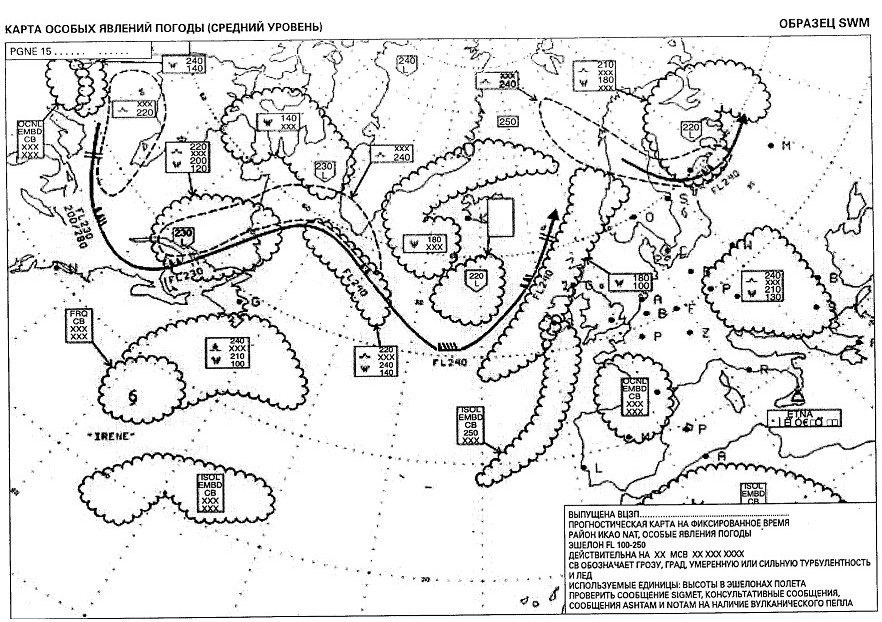 КАРТА ОСОБЫХ ЯВЛЕНИЙ ПОГОДЫ (СРЕДНИЙ УРОВЕНЬ)
ОБРАЗЕЦ SWM
PGNE 15 . . . . . .   . . . . . .
240
140
240
L
XXX
240
210
XXX
180
XXX
XXX
220
OCNL
EMBD
CB
XXX
XXX
140
XXX
250
220
L
M
220
XXX
200
120
230
L
XXX
240
FL240
S
O
FL230
200/280
230
L
180
XXX
FL230
FL240
220
L
FL240
180
100
240
XXX
210
130
B
G
FRQ
CB
XXX
XXX
A
B
F
P
Z
P
240
XXX
210
100
220
XXX
240
140
FL240
R
OCNL
EMBD
CB
XXX
XXX
"IRENE"
ISOL
EMBD
CB
250
XXX
ETNA
M
P
L
A
ISOL
EMBD
CB
XXX
XXX
ISOL
EMBD
CB
ВЫПУЩЕНА ВЦЗП........................................
ПРОГНОСТИЧЕСКАЯ КАРТА НА ФИКСИРОВАННОЕ ВРЕМЯ
РАЙОН ИКАО NAT, ОСОБЫЕ ЯВЛЕНИЯ ПОГОДЫ
ЭШЕЛОН FL 100-250
ДЕЙСТВИТЕЛЬНА НА XX МСВ XX XXX XXXX
СВ ОБОЗНАЧАЕТ ГРОЗУ, ГРАД, УМЕРЕННУЮ ИЛИ СИЛЬНУЮ ТУРБУЛЕНТНОСТЬ
И ЛЕД
ИСПОЛЬЗУЕМЫЕ ЕДИНИЦЫ: ВЫСОТЫ В ЭШЕЛОНАХ ПОЛЕТА
ПРОВЕРИТЬ СООБЩЕНИЕ SIGMET, КОНСУЛЬТАТИВНЫЕ СООБЩЕНИЯ,
СООБЩЕНИЯ ASHTAM И NOTAM НА НАЛИЧИЕ ВУЛКАНИЧЕСКОГО ПЕПЛА